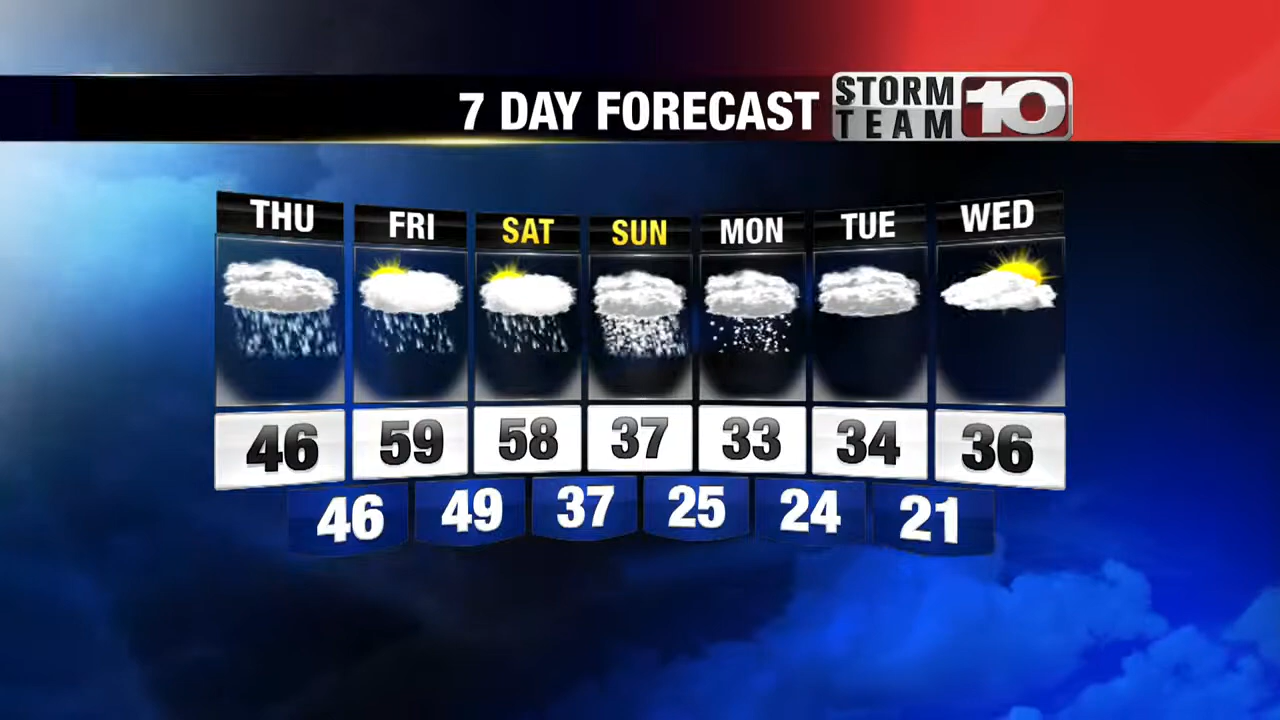 7 DAY FORECAST
STORM TEAM 10
THU FRI SAT SUN MON TUE WED
46 59 58 37 33 34 36
46 49 37 25 24 21